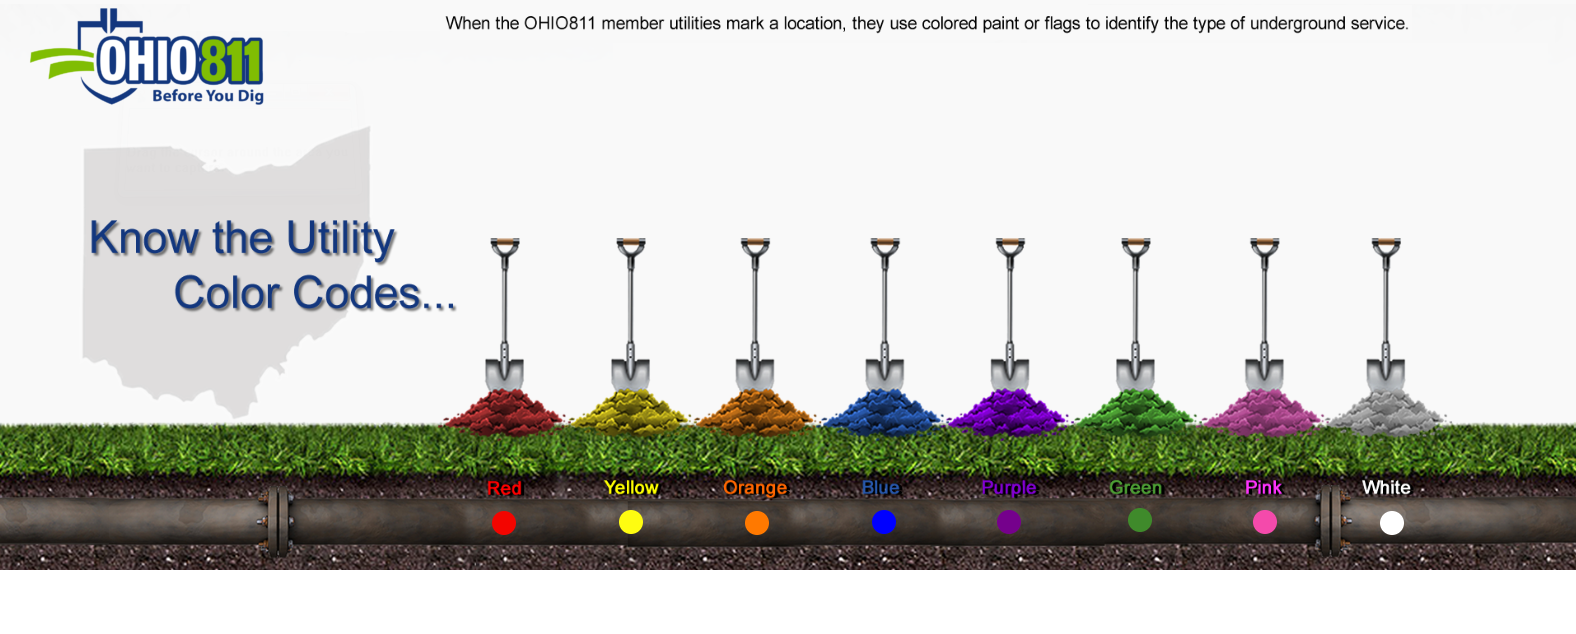 When the OHIO811 member utilities mark a location, they use colored paint or flags to identify the type of underground service.
OHIO811
Before You Dig
Know the Utility
Color Codes...
Red Yellow Orange Blue Purple Green Pink White